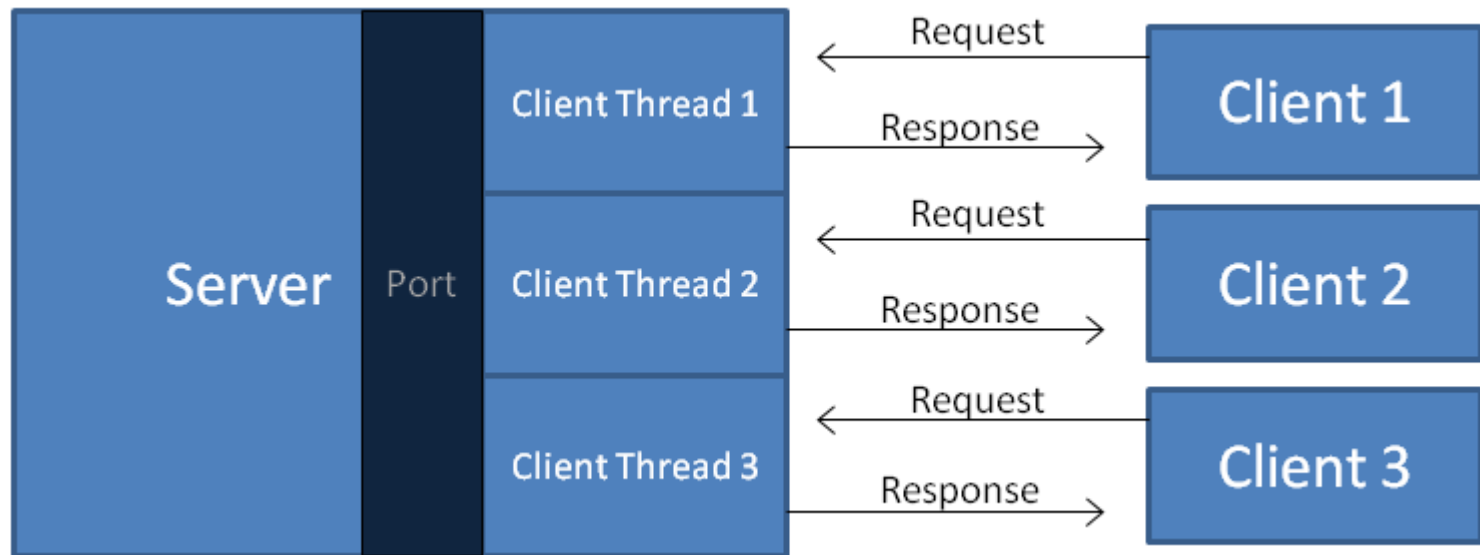 Server
Port
Client Thread 1
Request
Response
Client 1
Client Thread 2
Request
Response
Client 2
Client Thread 3
Request
Response
Client 3